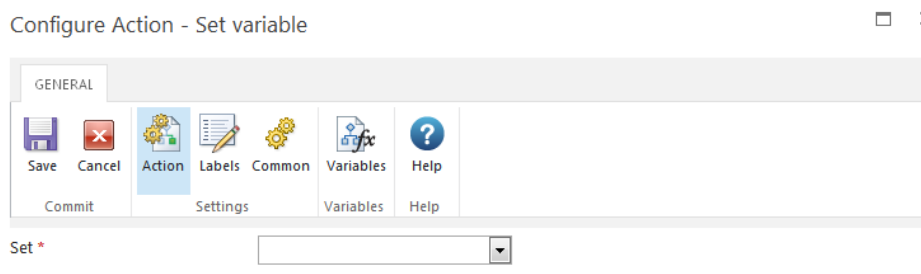 Configure Action - Set variable
GENERAL
Save Cancel Action Labels Common Variables Help
Commit Settings Variables Help
Set *